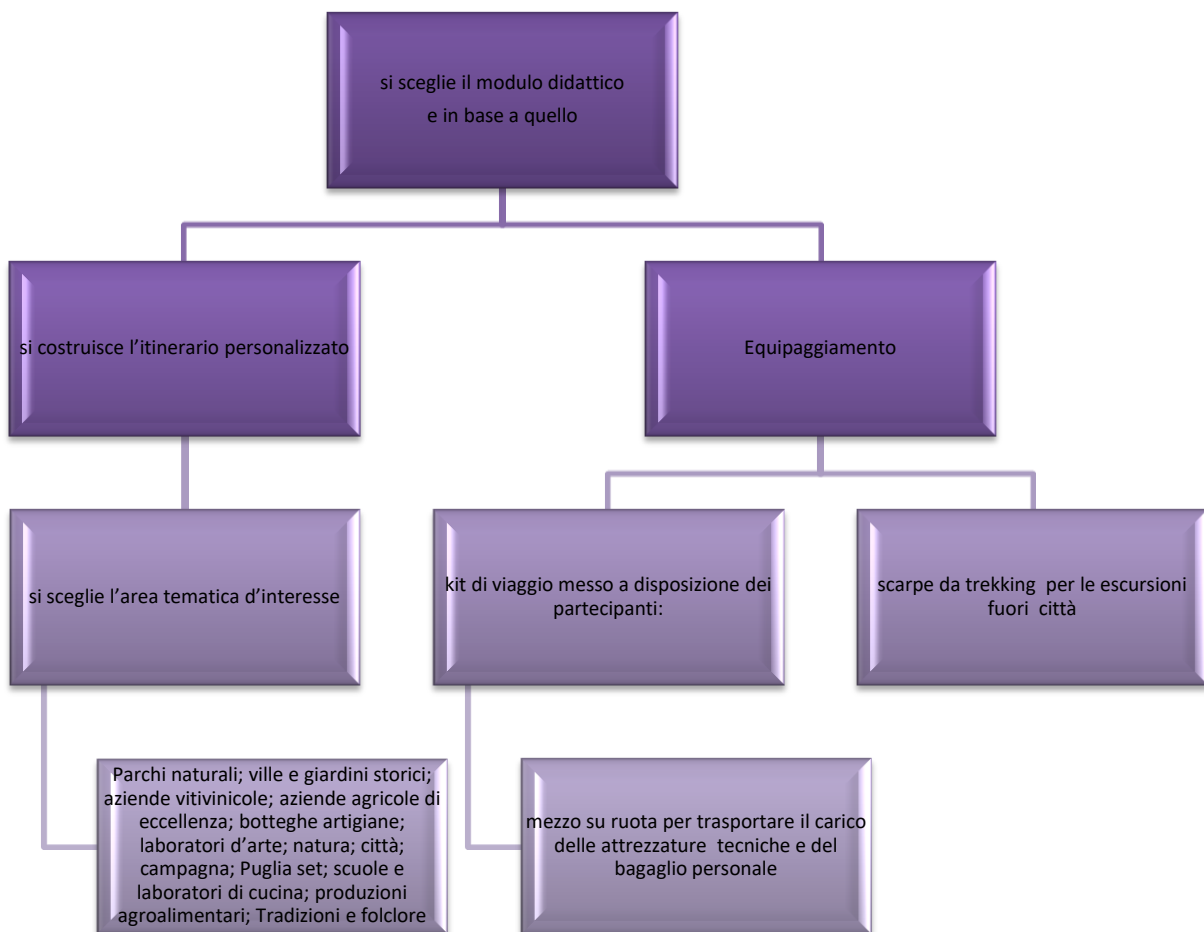 si sceglie il modulo didattico
e in base a quello
si costruisce l’itinerario personalizzato
Equipaggiamento
si sceglie l’area tematica d’interesse
kit di viaggio messo a disposizione dei
partecipanti:
scarpe da trekking per le escursioni
fuori città
Parchi naturali; ville e giardini storici;
aziende vitivinicole; aziende agricole di
eccellenza; botteghe artigiane;
laboratori d’arte; natura; città;
campagna; Puglia set; scuole e
laboratori di cucina; produzioni
agroalimentari; Tradizioni e folclore
mezzo su ruota per trasportare il carico
delle attrezzature tecniche e del
bagaglio personale